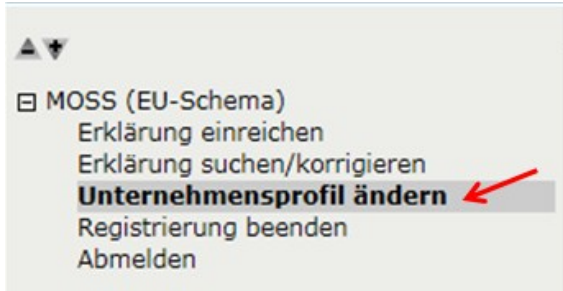 MOSS (EU-Schema)
Erklärung einreichen
Erklärung suchen/korrigieren
Unternehmensprofil ändern
Registrierung beenden
Abmelden